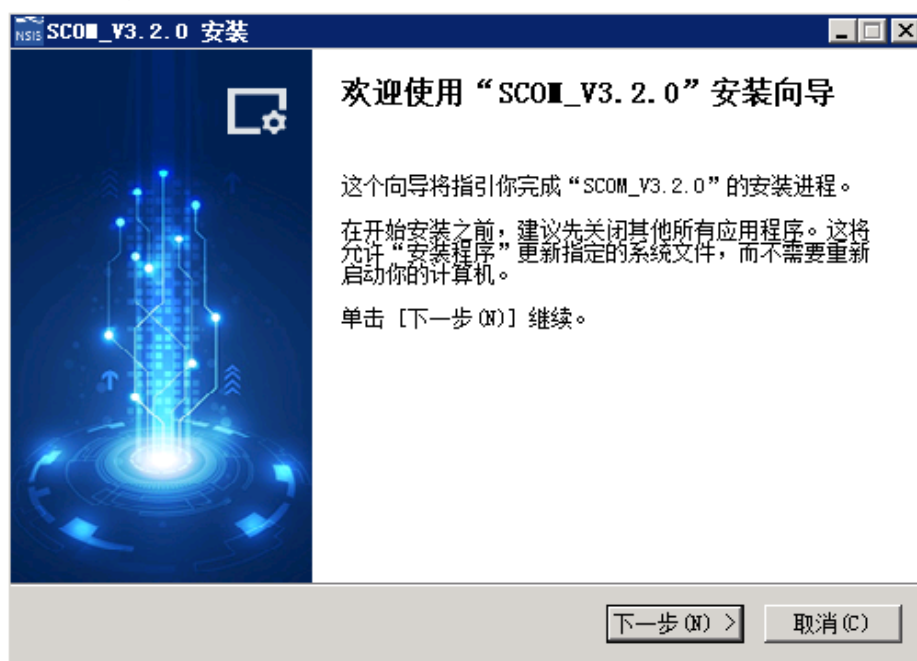 NSIS SCOM_V3.2.0 安装
欢迎使用“SCOM_V3.2.0”安装向导
这个向导将指引你完成“SCOM_V3.2.0”的安装进程。
在开始安装之前，建议先关闭其他所有应用程序。这将
允许“安装程序”更新指定的系统文件，而不需要重新
启动你的计算机。
单击 [下一步(N)] 继续。
下一步(N) >
取消(C)